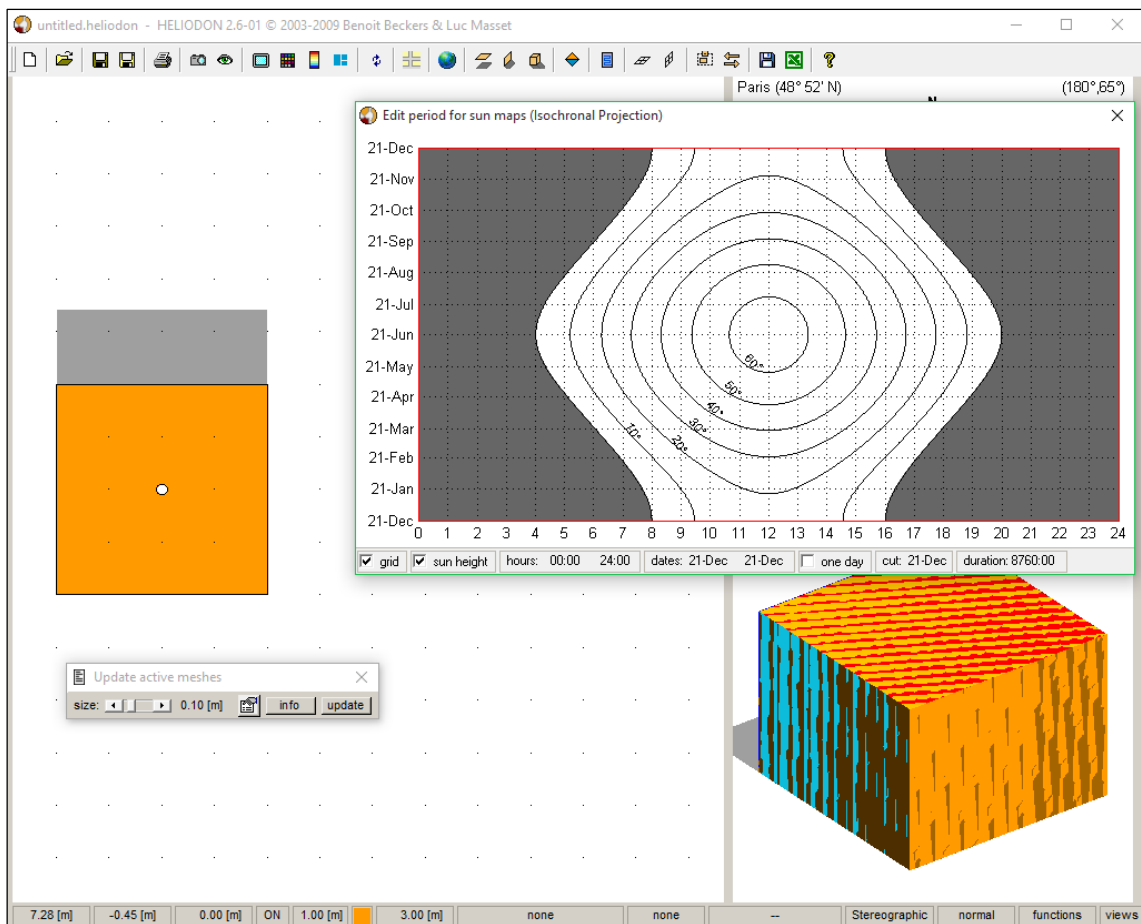 untitled.heliodon - HELIODON 2.6-01 © 2003-2009 Benoit Beckers & Luc Masset
Paris (48° 52' N) (180°,65°)
Edit period for sun maps (Isochronal Projection)
21-Dec
21-Nov
21-Oct
21-Sep
21-Aug
21-Jul
21-Jun
21-May
21-Apr
21-Mar
21-Feb
21-Jan
21-Dec
60°
50°
40°
30°
20°
10°
0 1 2 3 4 5 6 7 8 9 10 11 12 13 14 15 16 17 18 19 20 21 22 23 24
grid sun height hours: 00:00 24:00 dates: 21-Dec 21-Dec one day cut: 21-Dec duration: 8760:00
Update active meshes
size: 0.10 [m] info update
7.28 [m] -0.45 [m] 0.00 [m] ON 1.00 [m] 3.00 [m] none none -- Stereographic normal functions views